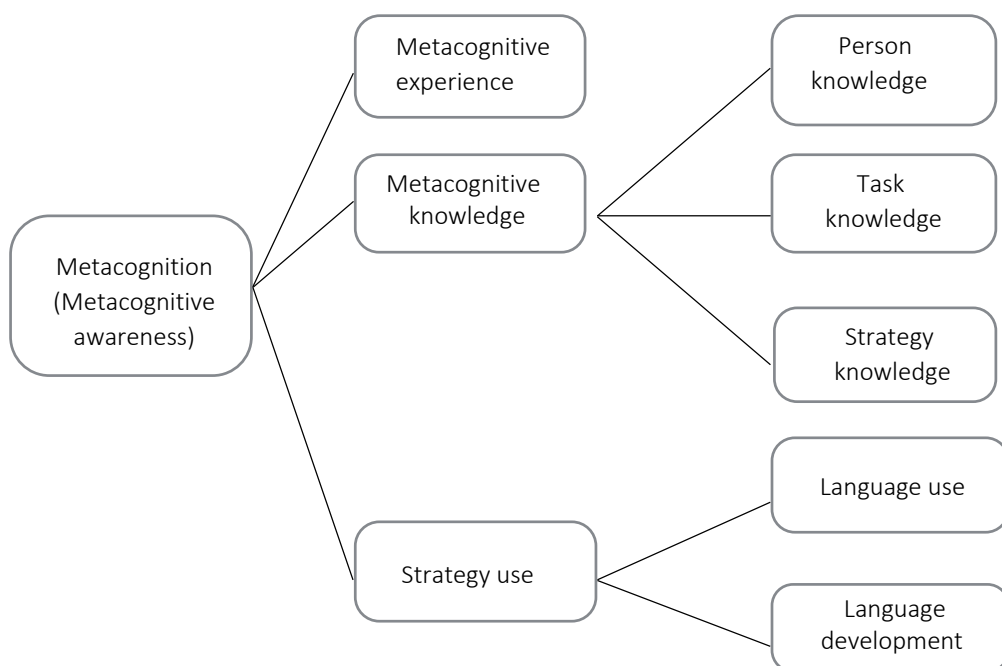 Metacognition
(Metacognitive
awareness)
Metacognitive
experience
Metacognitive
knowledge
Strategy use
Person
knowledge
Task
knowledge
Strategy
knowledge
Language use
Language
development